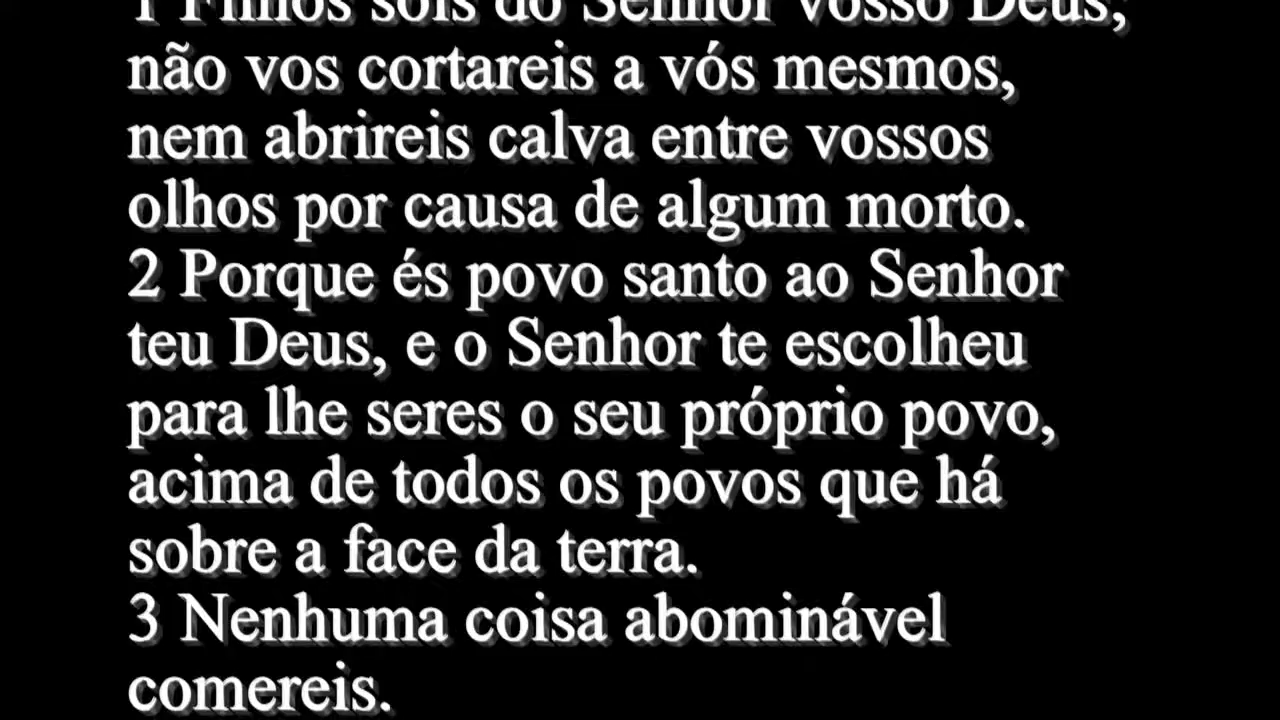 1 Filhos sois do Senhor vosso Deus;
não vos cortareis a vós mesmos,
nem abrireis calva entre vossos
olhos por causa de algum morto.
2 Porque és povo santo ao Senhor
teu Deus, e o Senhor te escolheu
para lhe seres o seu próprio povo,
acima de todos os povos que há
sobre a face da terra.
3 Nenhuma coisa abominável
comereis.